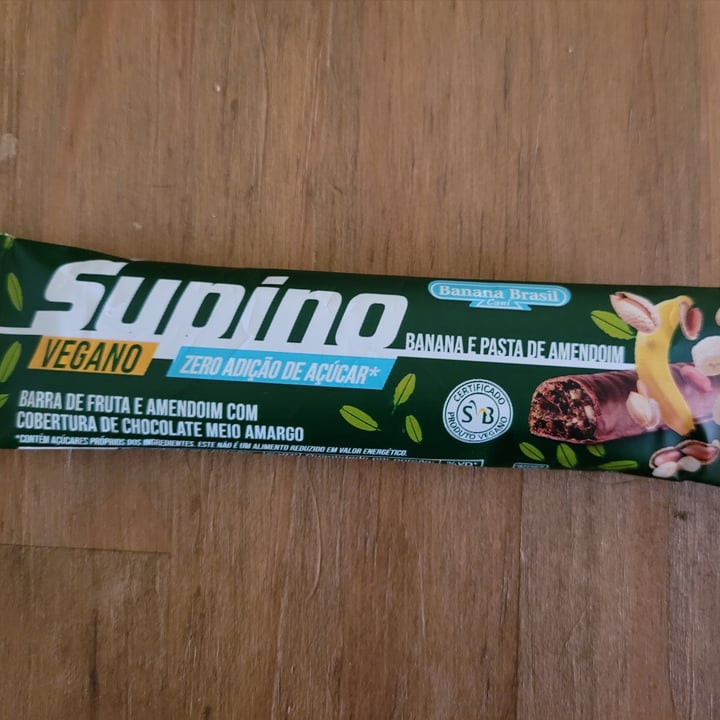 Supino
Banana Brasil
Cani
BANANA E PASTA DE AMENDOIM
VEGANO
ZERO ADIÇÃO DE AÇÚCAR*
BARRA DE FRUTA E AMENDOIM COM
COBERTURA DE CHOCOLATE MEIO AMARGO
*CONTÉM AÇÚCARES PRÓPRIOS DOS INGREDIENTES. ESTE NÃO É UM ALIMENTO REDUZIDO EM VALOR ENERGÉTICO.
CERTIFICADO
SVB
PRODUTO VEGANO